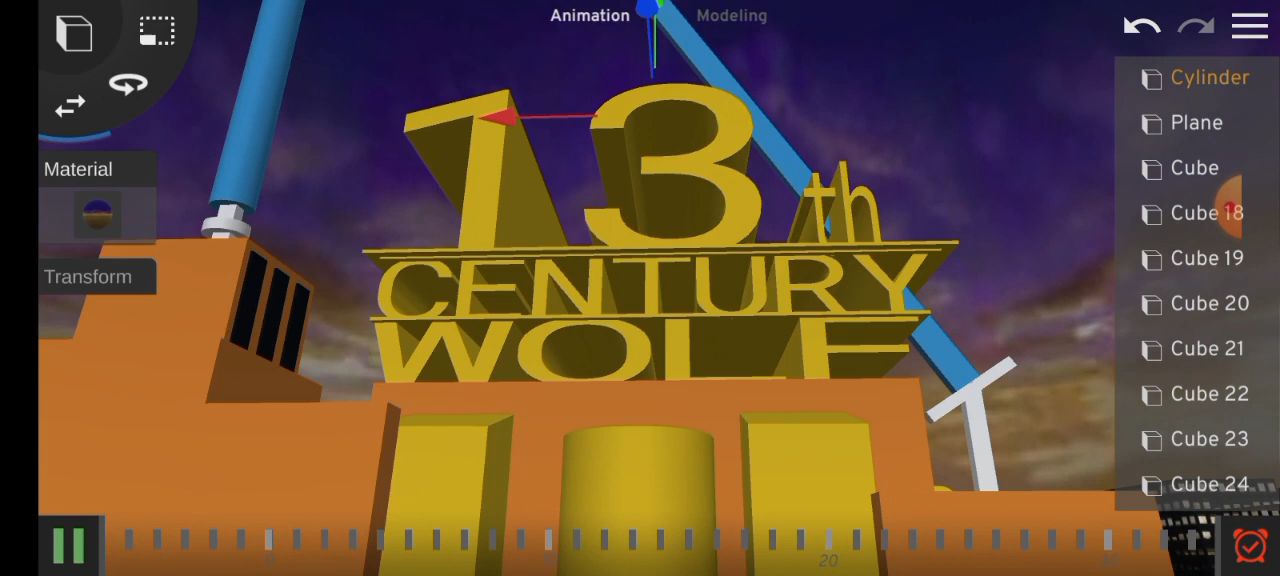 Animation
Modeling
Material
Transform
13th
CENTURY
WOLF
Cylinder
Plane
Cube
Cube 18
Cube 19
Cube 20
Cube 21
Cube 22
Cube 23
Cube 24
20